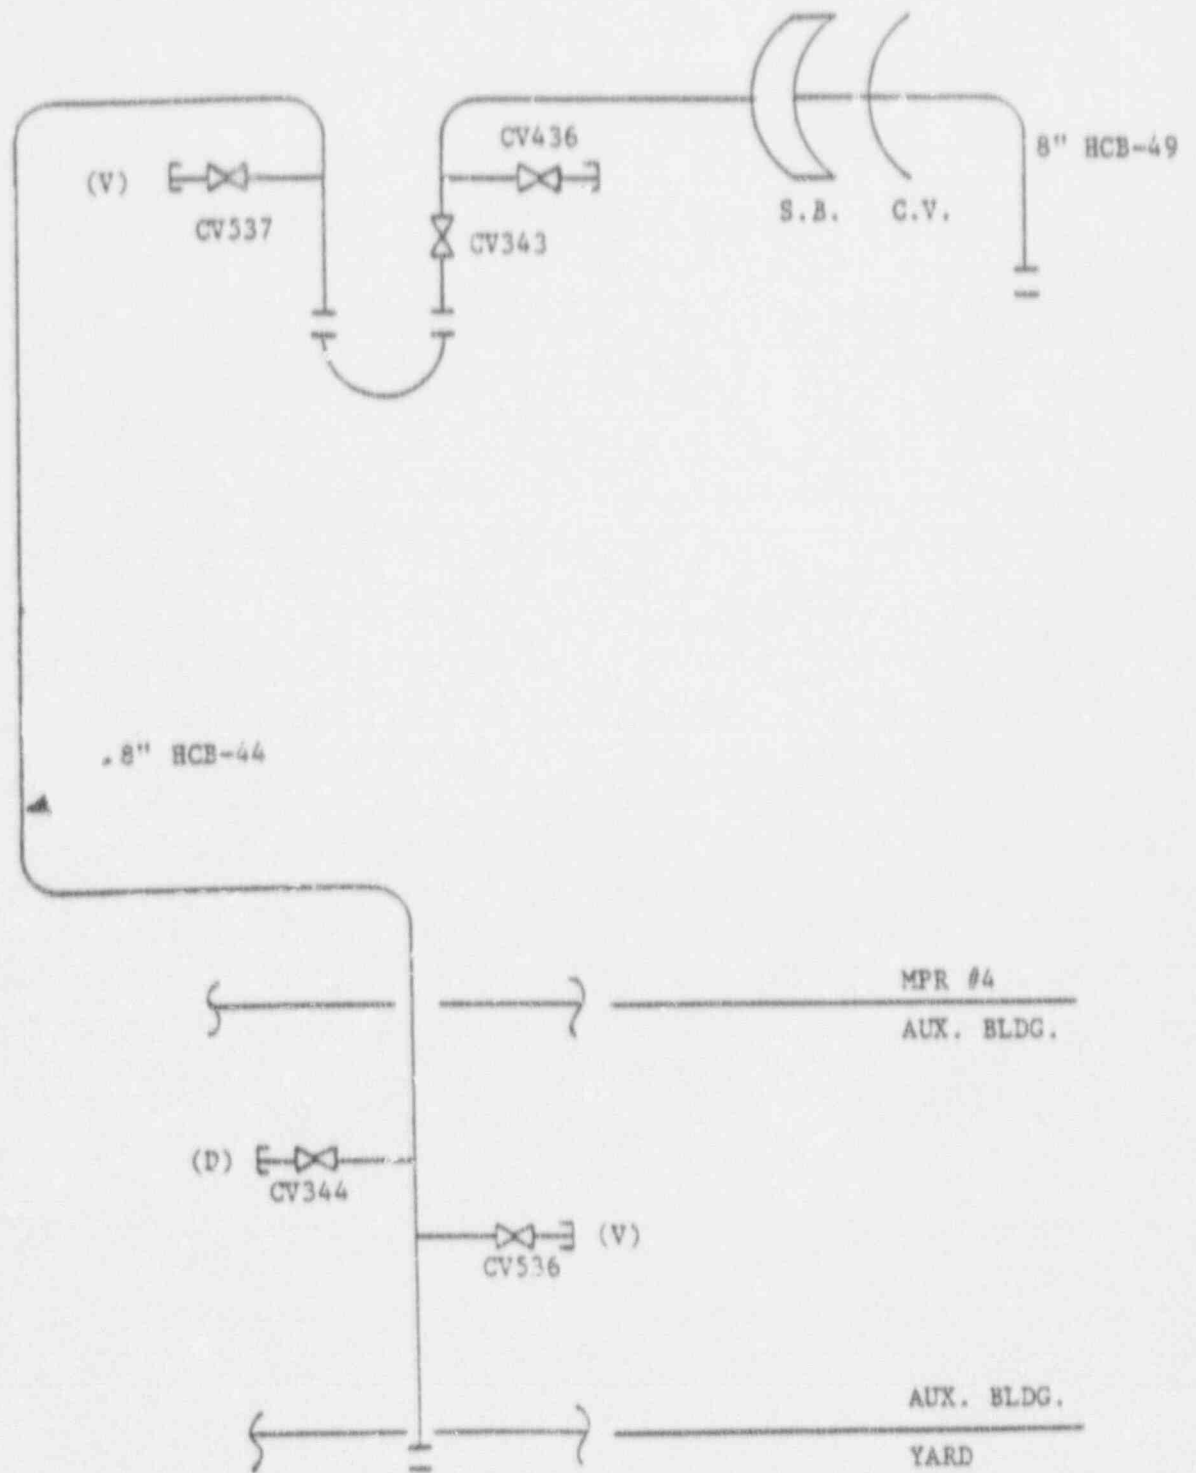 CV436
8" HCB-49
(V)
CV537
CV343
S.B.
C.V.
.8" HCB-44
MPR #4
AUX. BLDG.
(D)
CV344
(V)
CV536
AUX. BLDG.
YARD